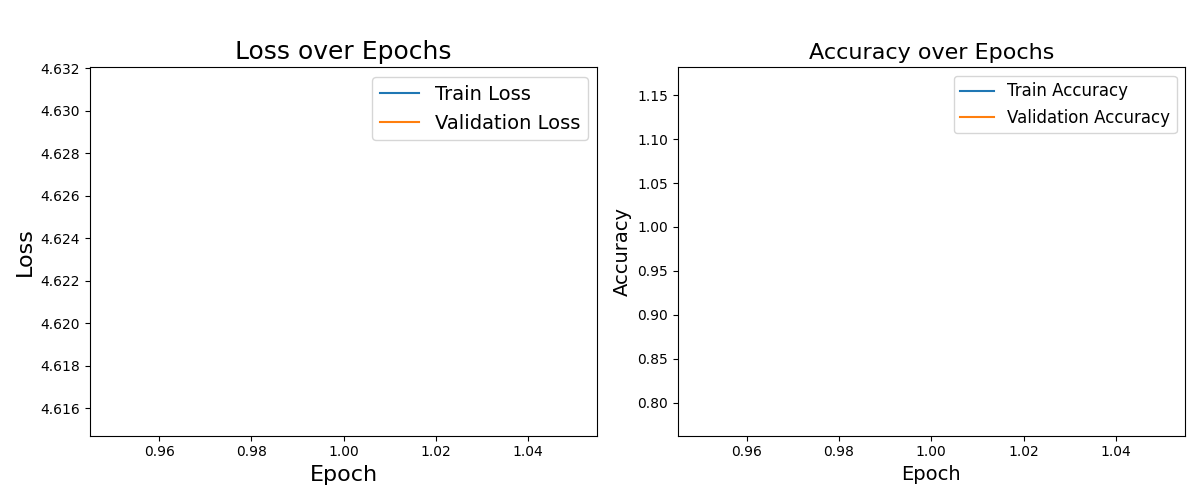 Loss over Epochs
4.632
4.630
4.628
4.626
4.624
4.622
4.620
4.618
4.616
Loss
Train Loss
Validation Loss
0.96 0.98 1.00 1.02 1.04
Epoch
Accuracy over Epochs
1.15
1.10
1.05
1.00
0.95
0.90
0.85
0.80
Accuracy
Train Accuracy
Validation Accuracy
0.96 0.98 1.00 1.02 1.04
Epoch